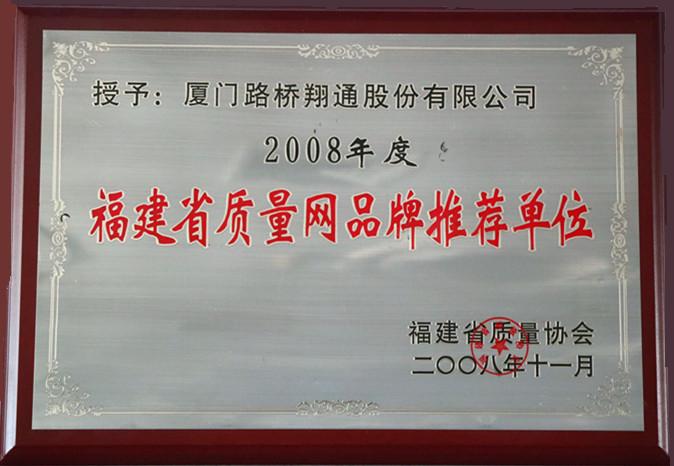 授予：厦门路桥翔通股份有限公司
2008年度
福建省质量网品牌推荐单位
福建省质量协会
二〇〇八年十一月